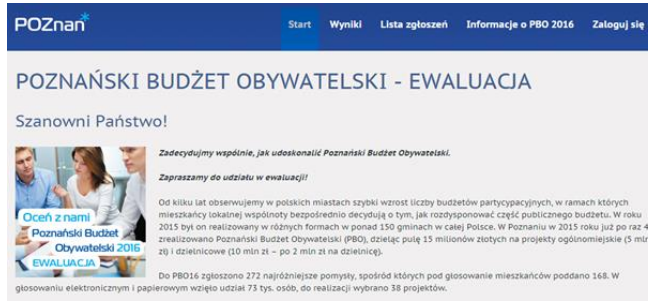 POZnan*
Start Wyniki Lista zgłoszeń Informacje o PBO 2016 Zaloguj się
POZNAŃSKI BUDŻET OBYWATELSKI - EWALUACJA
Szanowni Państwo!
Oceń z nami
Poznański Budżet
Obywatelski 2016
EWALUACJA
Zadecydujmy wspólnie, jak udoskonalić Poznański Budżet Obywatelski.
Zapraszamy do udziału w ewaluacji!
Od kilku lat obserwujemy w polskich miastach szybki wzrost liczby budżetów partycypacyjnych, w ramach których
mieszkańcy lokalnej wspólnoty bezpośrednio decydują o tym, jak rozdysponować część publicznego budżetu. W roku
2015 był on realizowany w różnych formach w ponad 150 gminach w całej Polsce. W Poznaniu w 2015 roku już po raz 4
zrealizowano Poznański Budżet Obywatelski (PBO), dzieląc pulę 15 milionów złotych na projekty ogólnomiejskie (5 mln
zł) i dzielnicowe (10 mln zł – po 2 mln zł na dzielnicę).
Do PBO16 zgłoszono 272 najróżniejsze pomysły, spośród których pod głosowanie mieszkańców poddano 168. W
głosowaniu elektronicznym i papierowym wzięło udział 73 tys. osób, do realizacji wybrano 38 projektów.